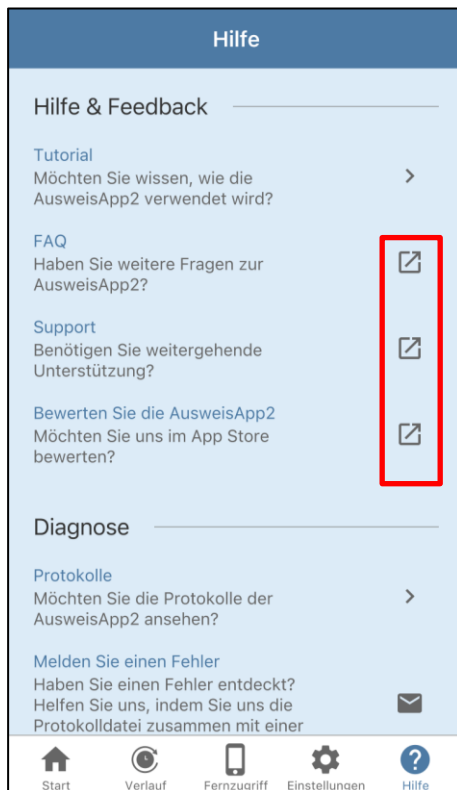 Hilfe
Hilfe & Feedback
Tutorial
Möchten Sie wissen, wie die
AusweisApp2 verwendet wird?
FAQ
Haben Sie weitere Fragen zur
AusweisApp2?
Support
Benötigen Sie weitergehende
Unterstützung?
Bewerten Sie die AusweisApp2
Möchten Sie uns im App Store
bewerten?
Diagnose
Protokolle
Möchten Sie die Protokolle der
AusweisApp2 ansehen?
Melden Sie einen Fehler
Haben Sie einen Fehler entdeckt?
Helfen Sie uns, indem Sie uns die
Protokolldatei zusammen mit einer
Start Verlauf Fernzugriff Einstellungen Hilfe